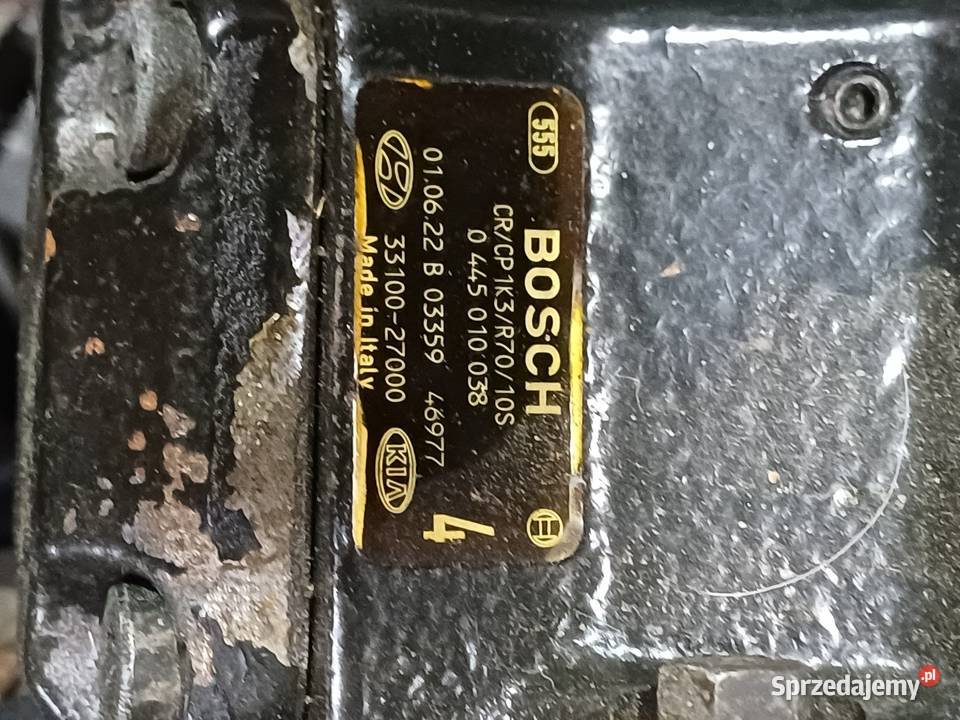 555
BOSCH
CR/CP1K3/R70/10S
0 445 010 038
4
01.06.22 B 03359 46977
33100-27000 KIA
Made in Italy
Sprzedajemy.pl